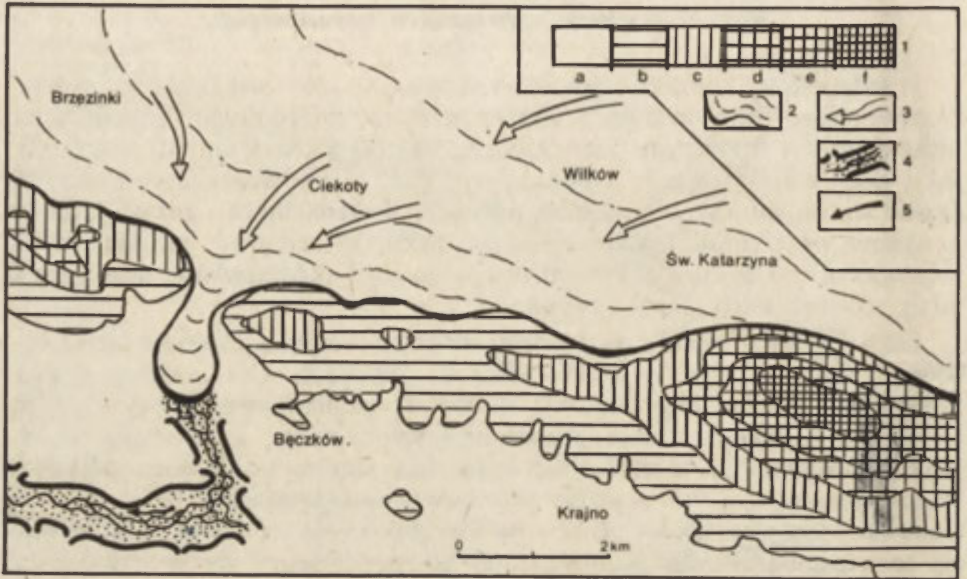 a b c d e f 1
2 3
4
5
Brzezinki
Ciekoty
Wilków
Św. Katarzyna
Bęczków.
Krajno
0 2 km